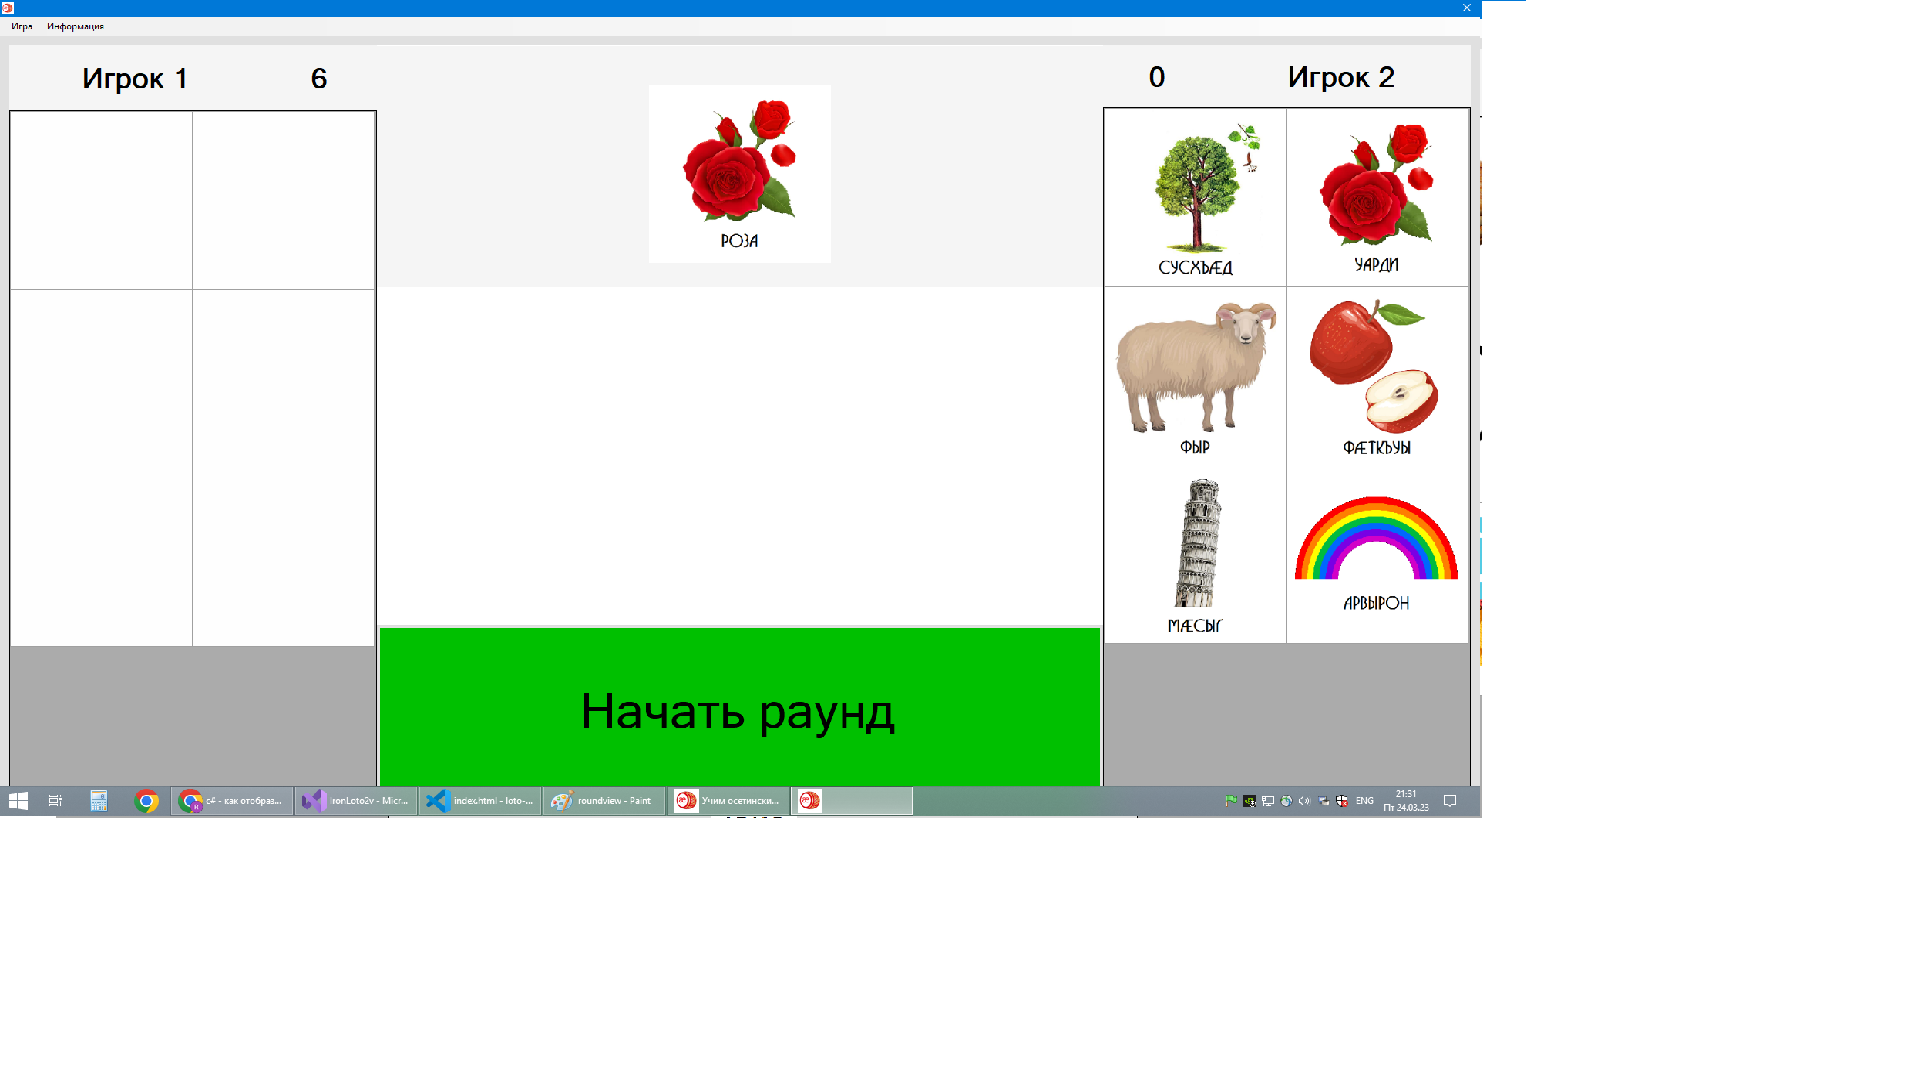 Игра Информация
Игрок 1 6
0 Игрок 2
РОЗА
СУСХЪÆД
УАРДИ
ФЫР
ФÆТКЪУЫ
МÆСЫГ
АРВЫРОН
Начать раунд
c# - как отобраз...
ironLoto2v - Micr...
index.html - loto-...
roundview - Paint
Учим осетински...
ENG
21:31
Пт 24.03.23